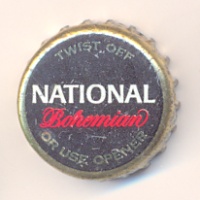 TWIST OFF
NATIONAL
Bohemian
OR USE OPENER